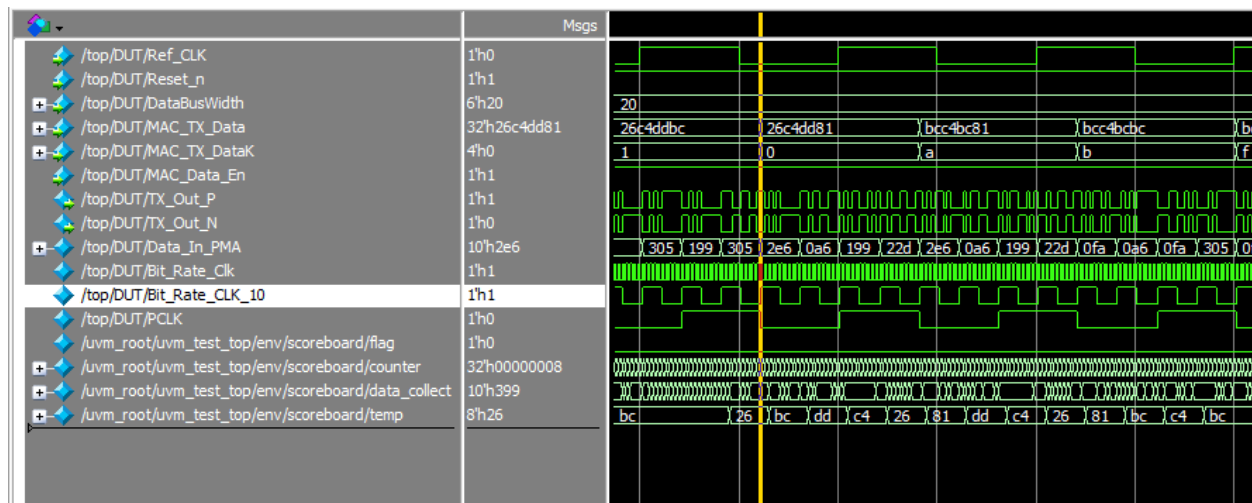 Msgs
/top/DUT/Ref_CLK 1'h0
/top/DUT/Reset_n 1'h1
/top/DUT/DataBusWidth 6'h20 20
/top/DUT/MAC_TX_Data 32'h26c4dd81 26c4ddbc 26c4dd81 bcc4bc81 bcc4bcbc
/top/DUT/MAC_TX_DataK 4'h0 1 0 a b f
/top/DUT/MAC_Data_En 1'h1
/top/DUT/TX_Out_P 1'h1
/top/DUT/TX_Out_N 1'h0
/top/DUT/Data_In_PMA 10'h2e6 305 199 305 2e6 0a6 199 22d 2e6 0a6 199 22d 0fa 0a6 0fa 305
/top/DUT/Bit_Rate_Clk 1'h1
/top/DUT/Bit_Rate_CLK_10 1'h1
/top/DUT/PCLK 1'h0
/uvm_root/uvm_test_top/env/scoreboard/flag 1'h0
/uvm_root/uvm_test_top/env/scoreboard/counter 32'h00000008
/uvm_root/uvm_test_top/env/scoreboard/data_collect 10'h399
/uvm_root/uvm_test_top/env/scoreboard/temp 8'h26 bc 26 bc dd c4 26 81 dd c4 26 81 bc c4 bc